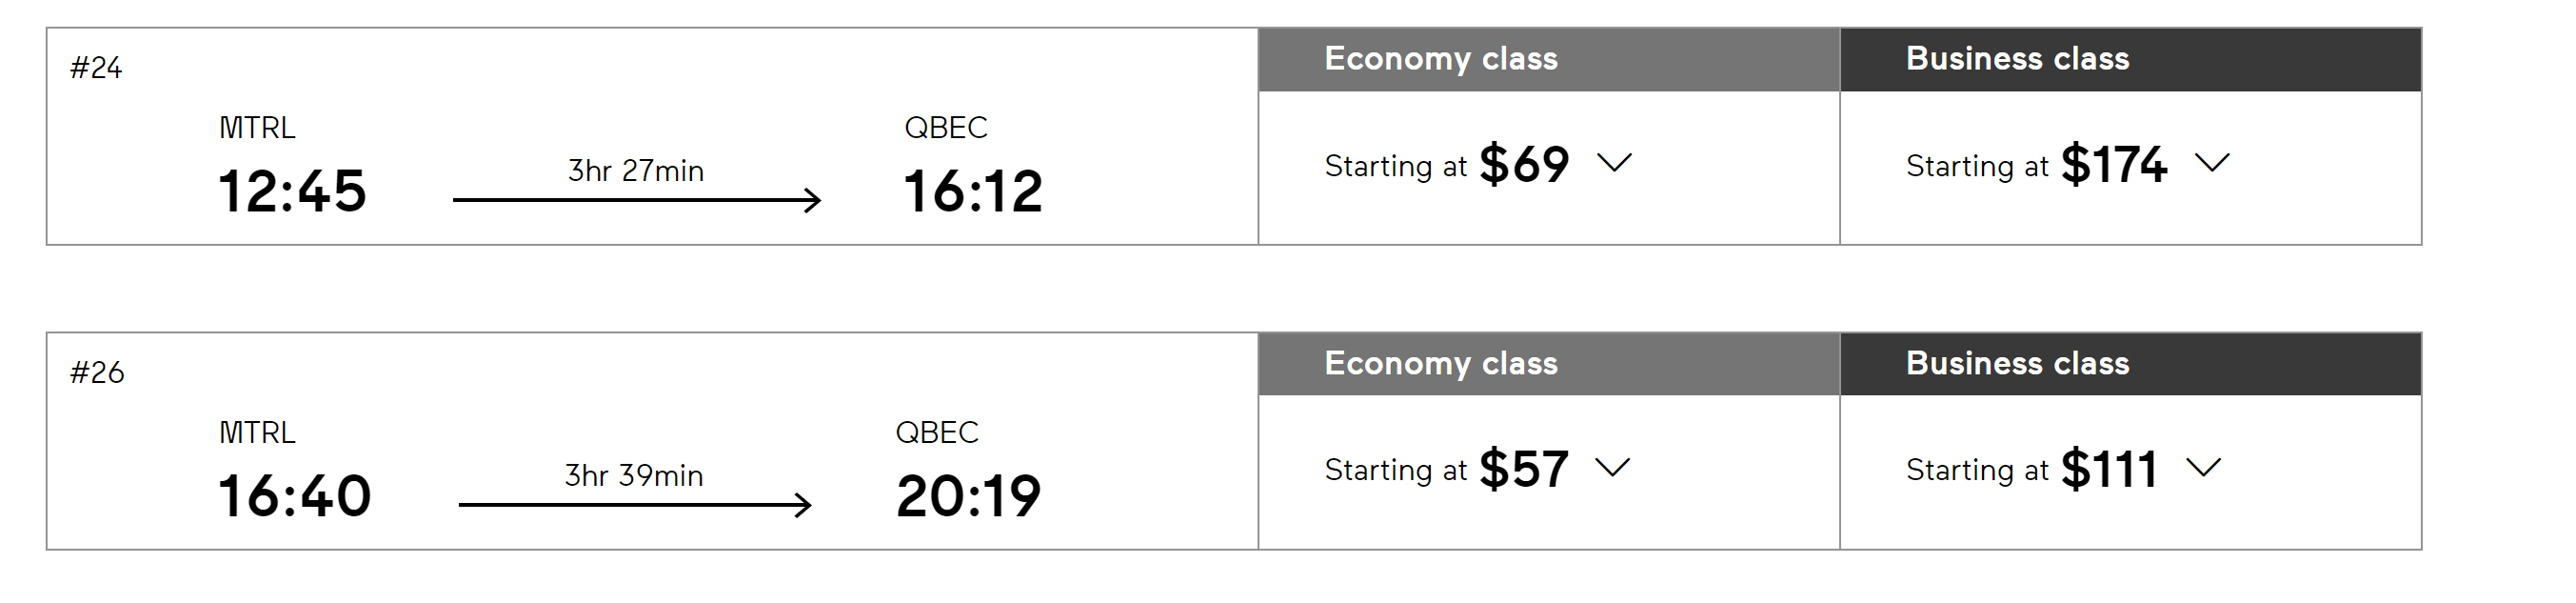 #24
MTRL
12:45
3hr 27min
QBEC
16:12
Economy class
Starting at $69
Business class
Starting at $174
#26
MTRL
16:40
3hr 39min
QBEC
20:19
Economy class
Starting at $57
Business class
Starting at $111